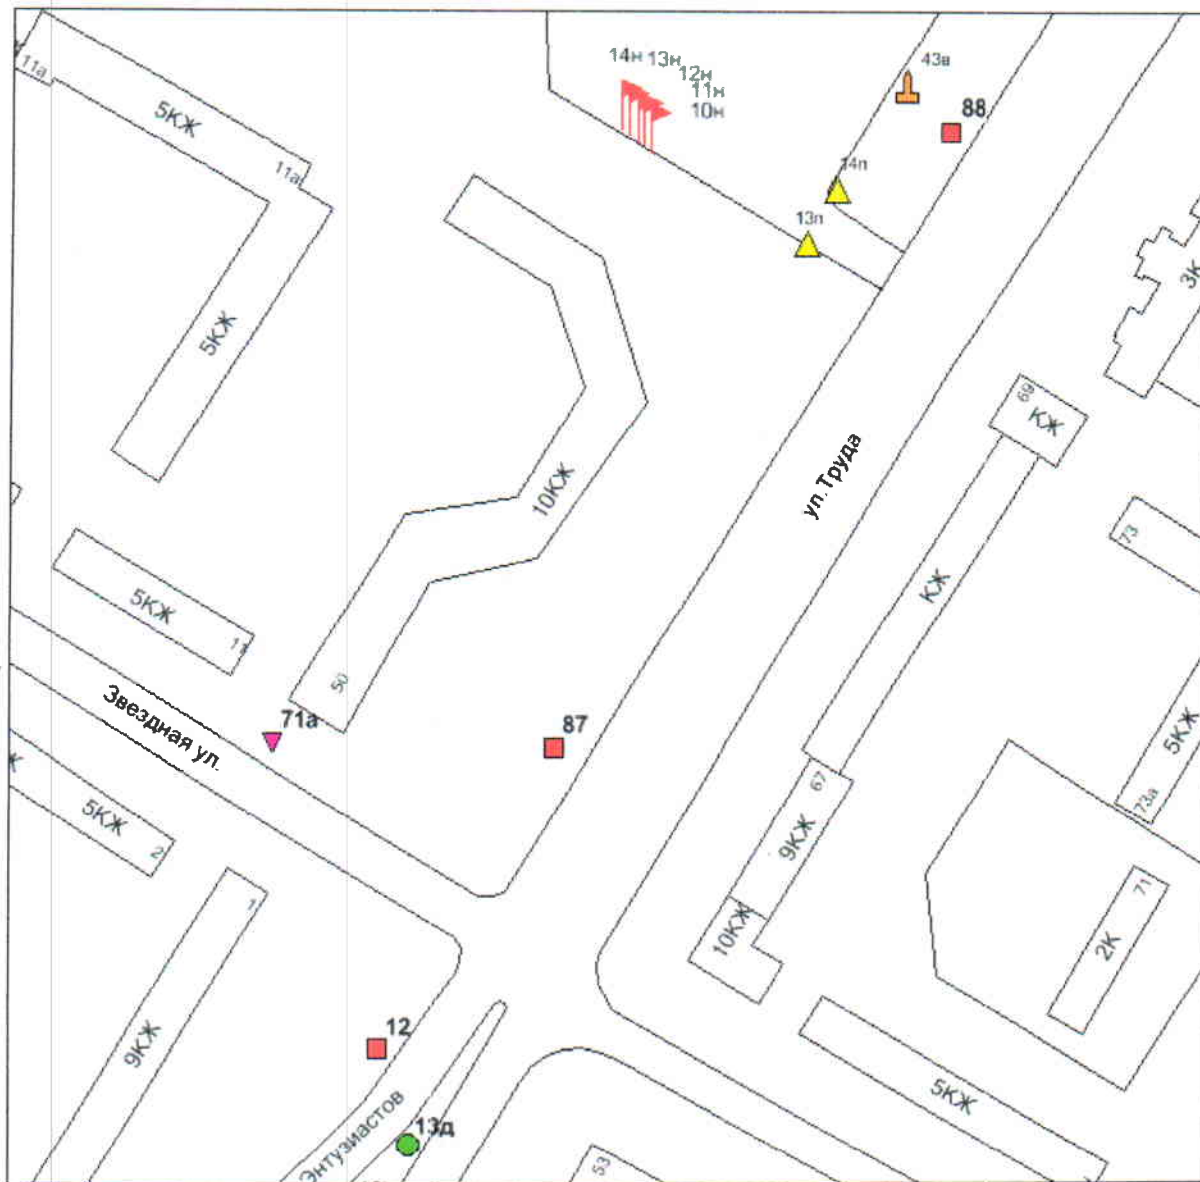 14н
13н
12н
11н
10н
43в
88
11а
5КЖ
11а
14п
13п
3К
5КЖ
69
КЖ
ул.Труда
10КЖ
73
КЖ
5КЖ
11
50
Звездная ул.
71а
87
5КЖ
67
73а
9КЖ
Ж
5КЖ
2
1
71
10КЖ
2К
12
9КЖ
5КЖ
Энтузиастов
13д
53